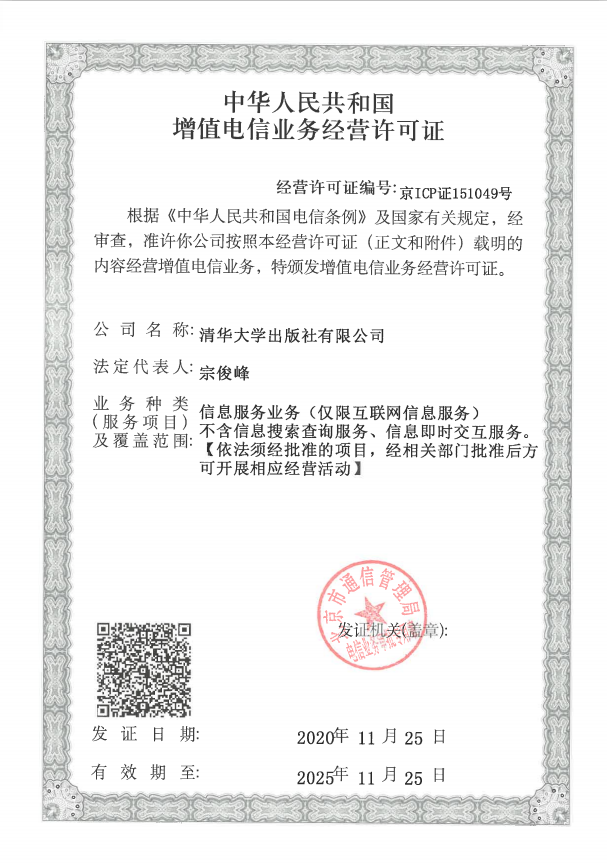 中华人民共和国
增值电信业务经营许可证
经营许可证编号:京ICP证151049号
根据《中华人民共和国电信条例》及国家有关规定，经
审查，准许你公司按照本经营许可证（正文和附件）载明的
内容经营增值电信业务，特颁发增值电信业务经营许可证。
公司名称:清华大学出版社有限公司
法定代表人:宗俊峰
业务种类
(服务项目)
及覆盖范围:
信息服务业务（仅限互联网信息服务）
不含信息搜索查询服务、信息即时交互服务。
【依法须经批准的项目，经相关部门批准后方
可开展相应经营活动】
北京市通信管理局
发证机关(盖章):
发证日期: 2020年 11月 25日
有效期至: 2025年 11月 25日